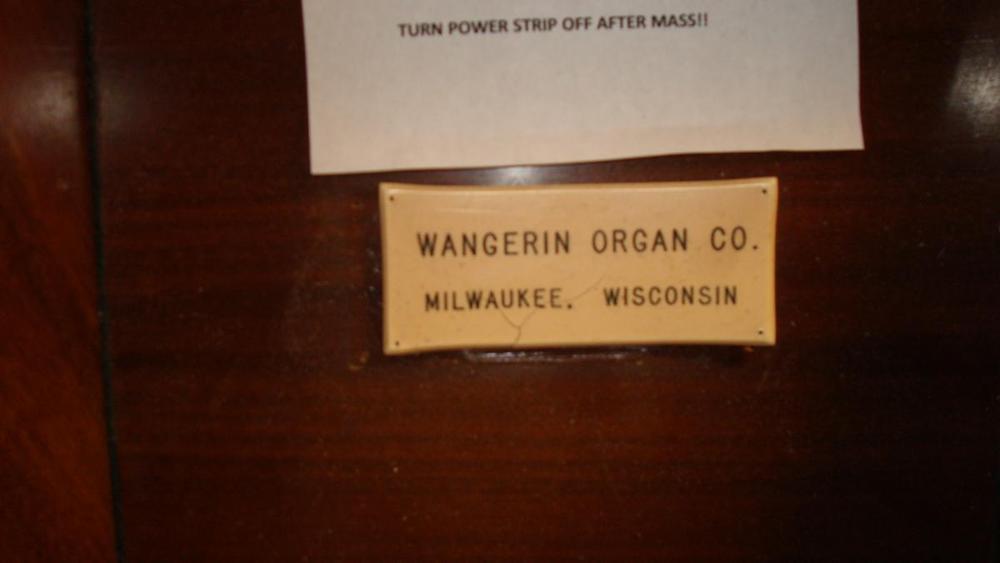 TURN POWER STRIP OFF AFTER MASS!!
WANGERIN ORGAN CO.
MILWAUKEE. WISCONSIN